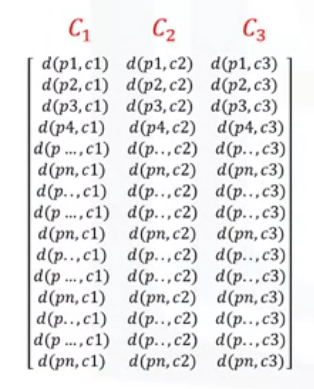 C1 C2 C3
d(p1,c1) d(p1,c2) d(p1,c3)
d(p2,c1) d(p2,c2) d(p2,c3)
d(p3,c1) d(p3,c2) d(p3,c3)
d(p4,c1) d(p4,c2) d(p4,c3)
d(p ...,c1) d(p..,c2) d(p..,c3)
d(pn,c1) d(pn,c2) d(pn,c3)
d(p..,c1) d(p..,c2) d(p..,c3)
d(p ...,c1) d(p..,c2) d(p..,c3)
d(pn,c1) d(pn,c2) d(pn,c3)
d(p..,c1) d(p..,c2) d(p..,c3)
d(p ...,c1) d(p..,c2) d(p..,c3)
d(pn,c1) d(pn,c2) d(pn,c3)
d(p..,c1) d(p..,c2) d(p..,c3)
d(p ...,c1) d(p..,c2) d(p..,c3)
d(pn,c1) d(pn,c2) d(pn,c3)